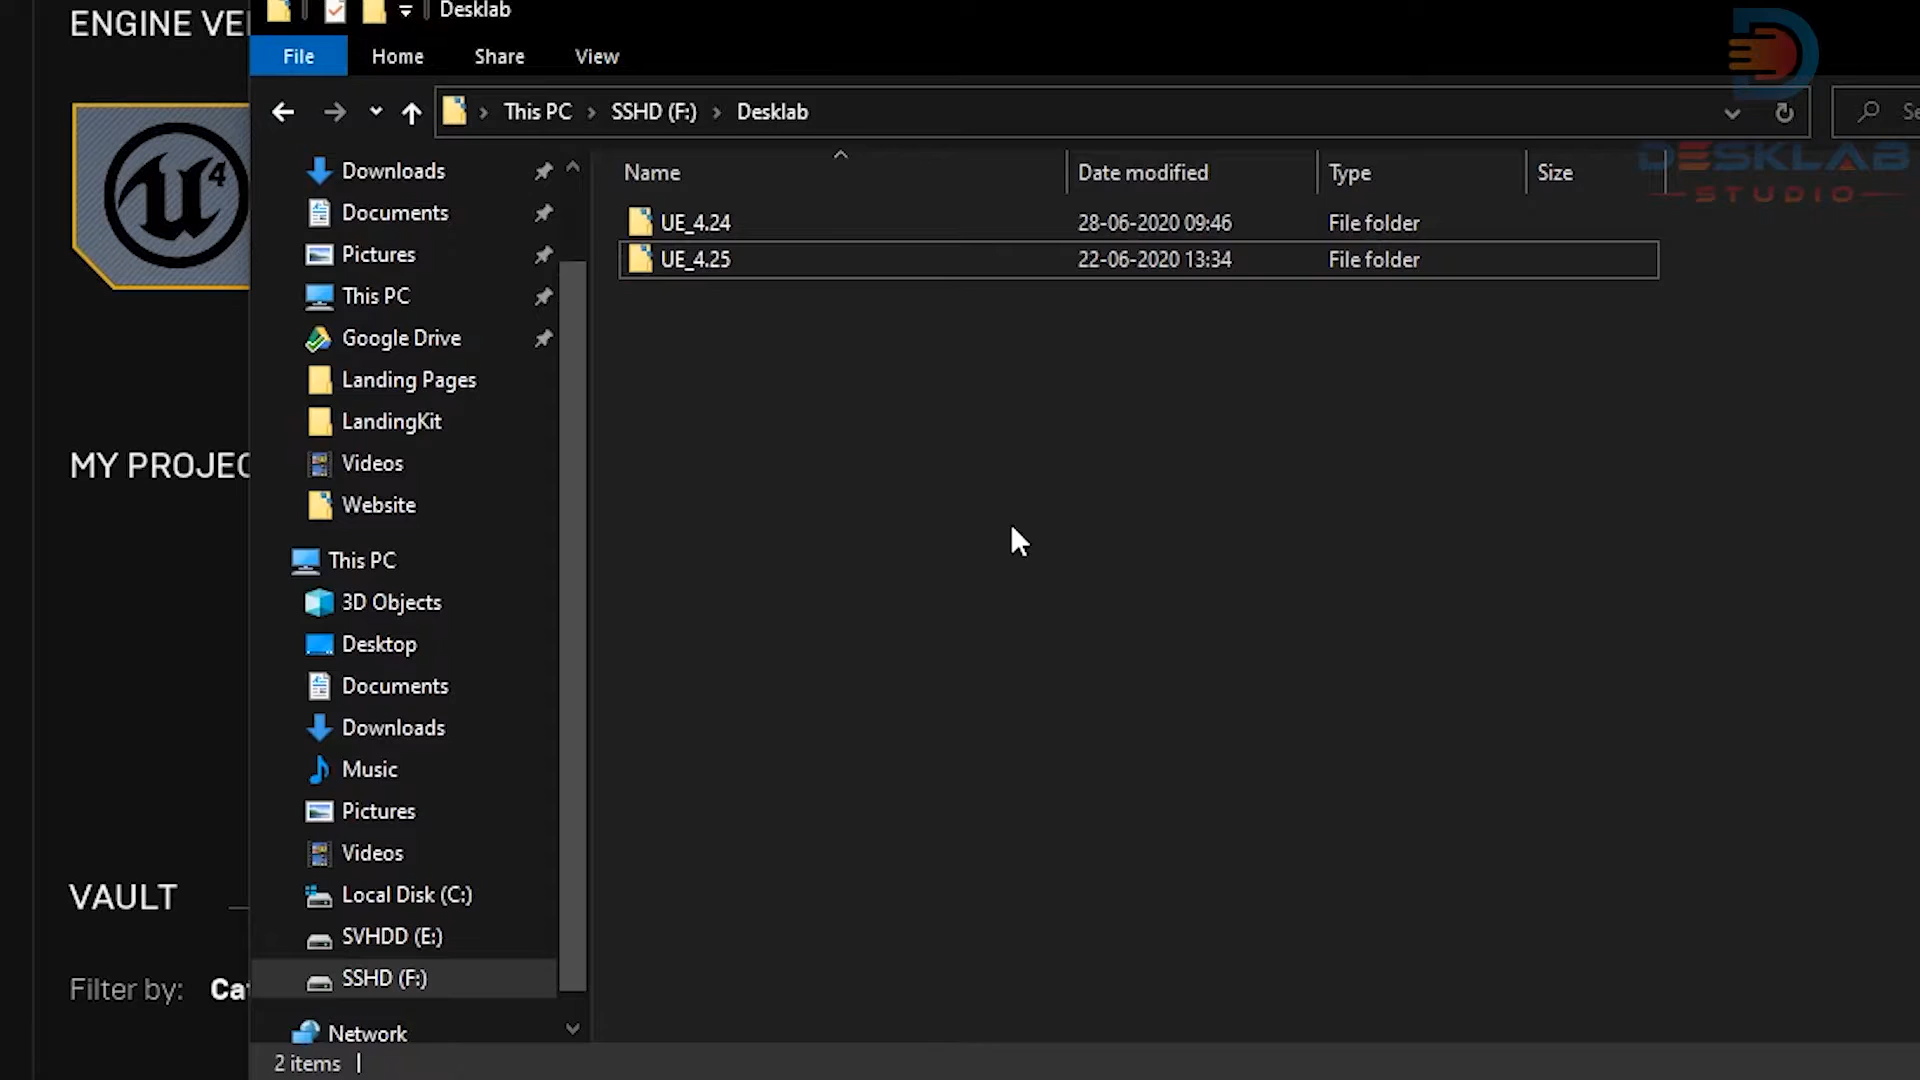 ENGINE VE
Desklab
File Home Share View
This PC SSHD (F:) Desklab
Se
DESKLAB
STUDIO
Name Date modified Type Size
UE_4.24 28-06-2020 09:46 File folder
UE_4.25 22-06-2020 13:34 File folder
Downloads
Documents
Pictures
This PC
Google Drive
Landing Pages
LandingKit
Videos
Website
This PC
3D Objects
Desktop
Documents
Downloads
Music
Pictures
Videos
Local Disk (C:)
SVHDD (E:)
SSHD (F:)
Network
2 items
4
MY PROJEC
VAULT
Filter by: Cat